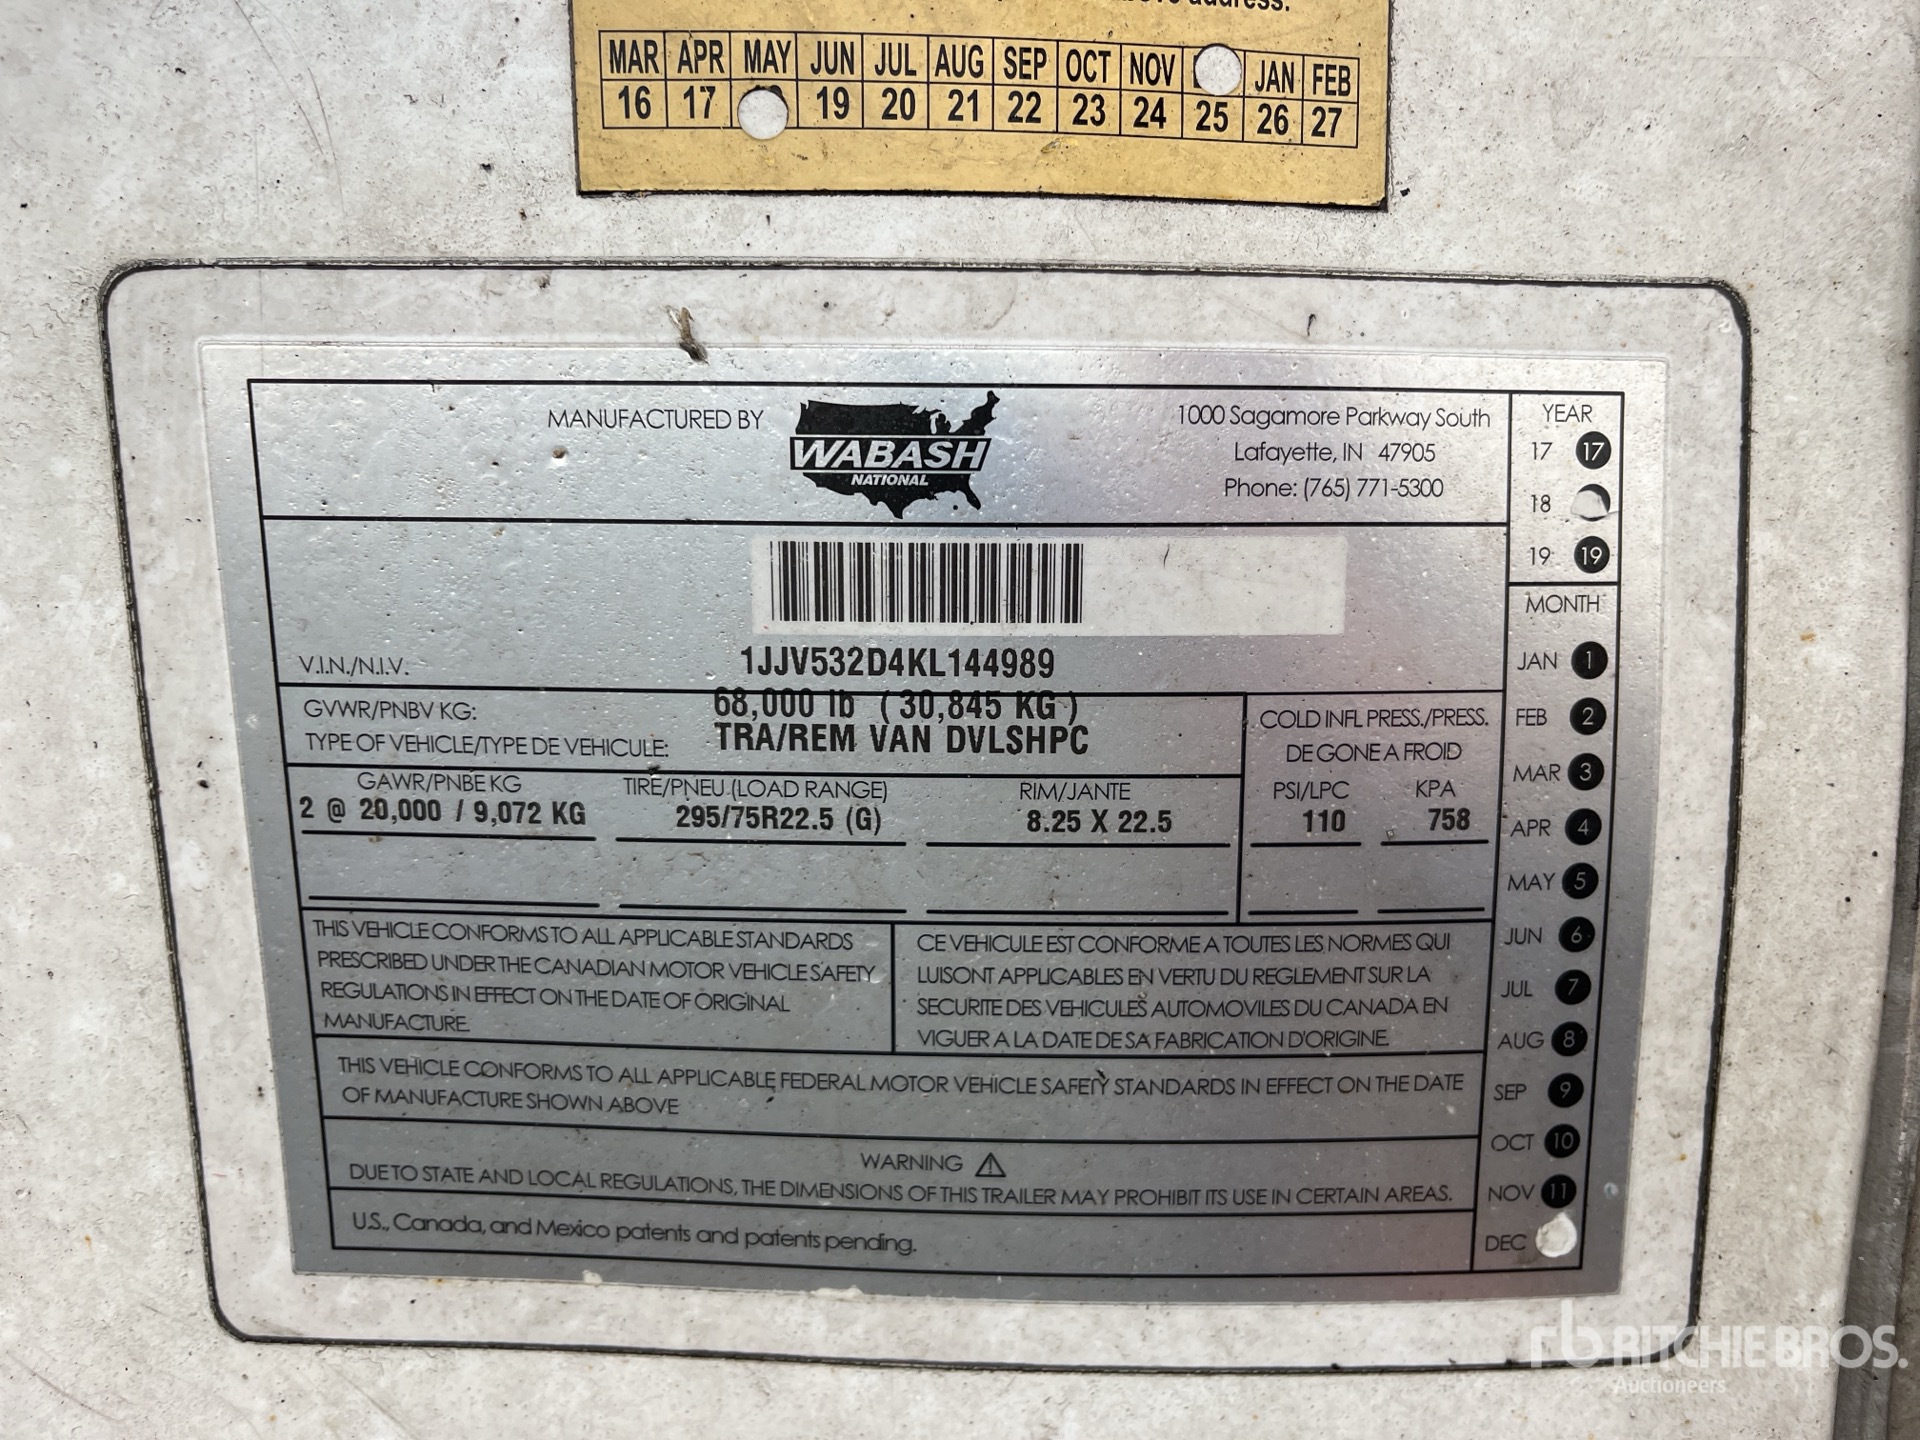 address.
MAR APR MAY JUN JUL AUG SEP OCT NOV JAN FEB
16 17 19 20 21 22 23 24 25 26 27
MANUFACTURED BY
WABASH
NATIONAL
1000 Sagamore Parkway South
Lafayette, IN 47905
Phone: (765) 771-5300
YEAR
17 17
18
19 19
V.I.N./N.I.V. 1JJV532D4KL144989
GVWR/PNBV KG: 68,000 lb ( 30,845 KG )
TYPE OF VEHICLE/TYPE DE VEHICULE: TRA/REM VAN DVLSHPC
COLD INFL PRESS./PRESS.
DE GONE A FROID
GAWR/PNBE KG TIRE/PNEU (LOAD RANGE) RIM/JANTE PSI/LPC KPA
2 @ 20,000 / 9,072 KG 295/75R22.5 (G) 8.25 X 22.5 110 758
THIS VEHICLE CONFORMS TO ALL APPLICABLE STANDARDS
PRESCRIBED UNDER THE CANADIAN MOTOR VEHICLE SAFETY
REGULATIONS IN EFFECT ON THE DATE OF ORIGINAL
MANUFACTURE.
CE VEHICULE EST CONFORME A TOUTES LES NORMES QUI
LUISONT APPLICABLES EN VERTU DU REGLEMENT SUR LA
SECURITE DES VEHICULES AUTOMOVILES DU CANADA EN
VIGUER A LA DATE DE SA FABRICATION D'ORIGINE.
THIS VEHICLE CONFORMS TO ALL APPLICABLE FEDERAL MOTOR VEHICLE SAFETY STANDARDS IN EFFECT ON THE DATE
OF MANUFACTURE SHOWN ABOVE
WARNING
DUE TO STATE AND LOCAL REGULATIONS, THE DIMENSIONS OF THIS TRAILER MAY PROHIBIT ITS USE IN CERTAIN AREAS.
U.S., Canada, and Mexico patents and patents pending.
MONTH
JAN 1
FEB 2
MAR 3
APR 4
MAY 5
JUN 6
JUL 7
AUG 8
SEP 9
OCT 10
NOV 11
DEC
rb RITCHIE BROS.
Auctioneers